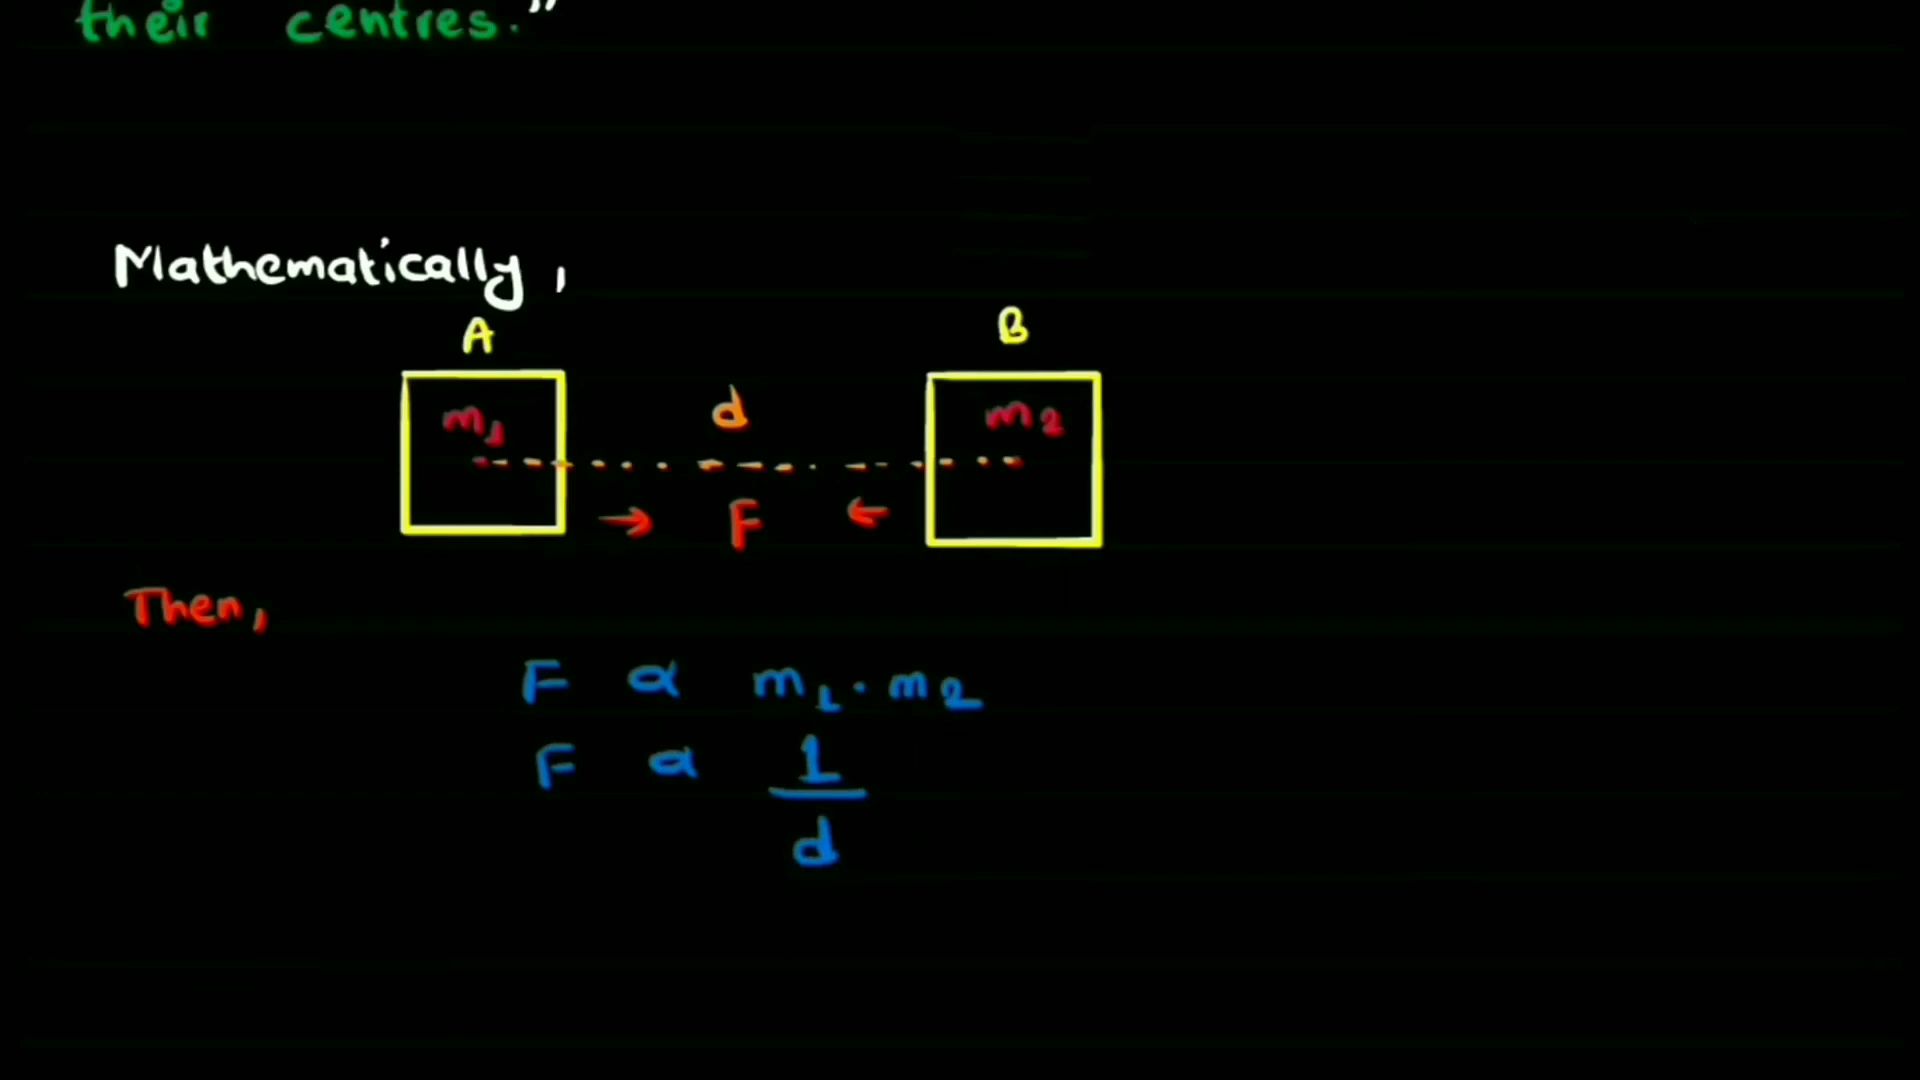 their centres.”
Mathematically,
A B
m₁ d m₂
→ F ←
Then,
F α m₁ · m₂
F α 1
d